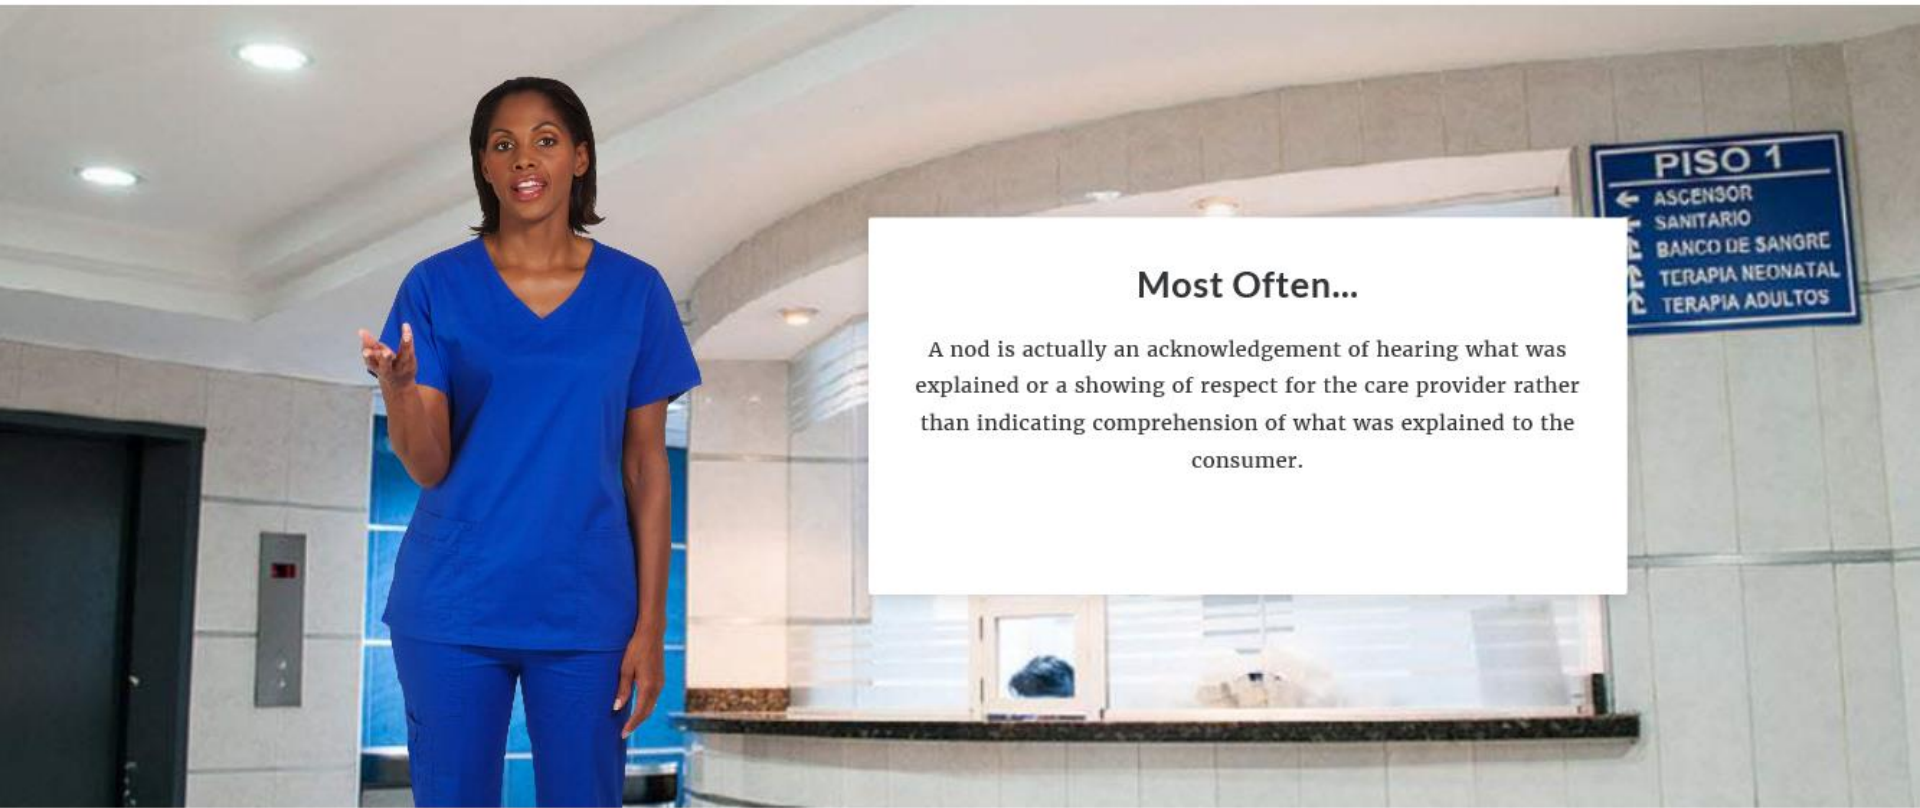 Most Often...
A nod is actually an acknowledgement of hearing what was
explained or a showing of respect for the care provider rather
than indicating comprehension of what was explained to the
consumer.
PISO 1
ASCENSOR
SANITARIO
BANCO DE SANGRE
TERAPIA NEONATAL
TERAPIA ADULTOS